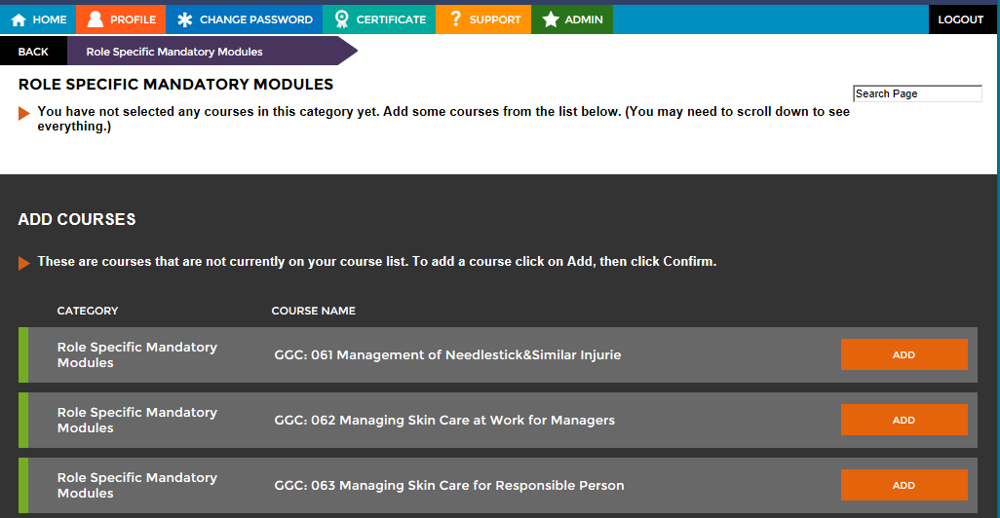 HOME PROFILE CHANGE PASSWORD CERTIFICATE SUPPORT ADMIN LOGOUT
BACK Role Specific Mandatory Modules
ROLE SPECIFIC MANDATORY MODULES
Search Page
You have not selected any courses in this category yet. Add some courses from the list below. (You may need to scroll down to see
everything.)
ADD COURSES
These are courses that are not currently on your course list. To add a course click on Add, then click Confirm.
CATEGORY COURSE NAME
Role Specific Mandatory
Modules
GGC: 061 Management of Needlestick&Similar Injurie
ADD
Role Specific Mandatory
Modules
GGC: 062 Managing Skin Care at Work for Managers
ADD
Role Specific Mandatory
Modules
GGC: 063 Managing Skin Care for Responsible Person
ADD